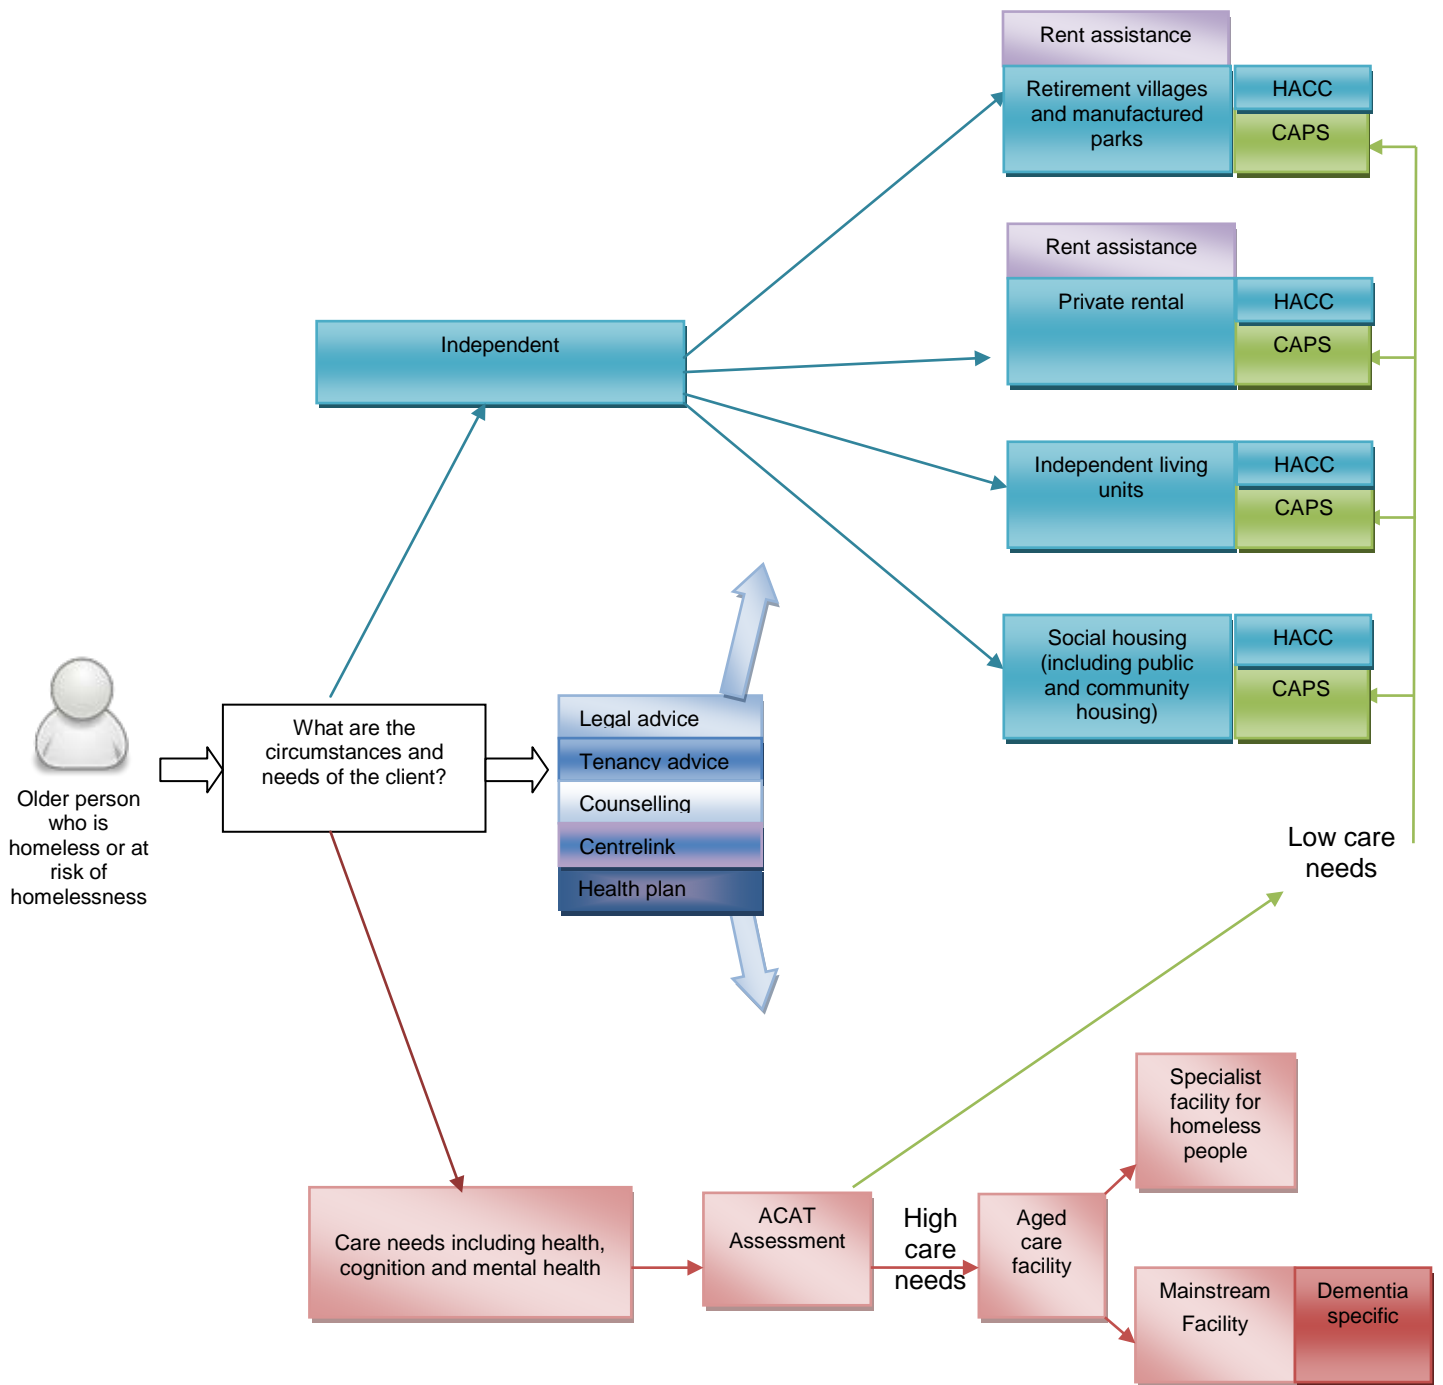 Rent assistance
Retirement villages
and manufactured
parks
HACC
CAPS
Rent assistance
Private rental
HACC
CAPS
Independent
Independent living
units
HACC
CAPS
Social housing
(including public
and community
housing)
HACC
CAPS
What are the
circumstances and
needs of the client?
Legal advice
Tenancy advice
Counselling
Centrelink
Health plan
Older person
who is
homeless or at
risk of
homelessness
Low care
needs
Specialist
facility for
homeless
people
Care needs including health,
cognition and mental health
ACAT
Assessment
High
care
needs
Aged
care
facility
Mainstream
Facility
Dementia
specific